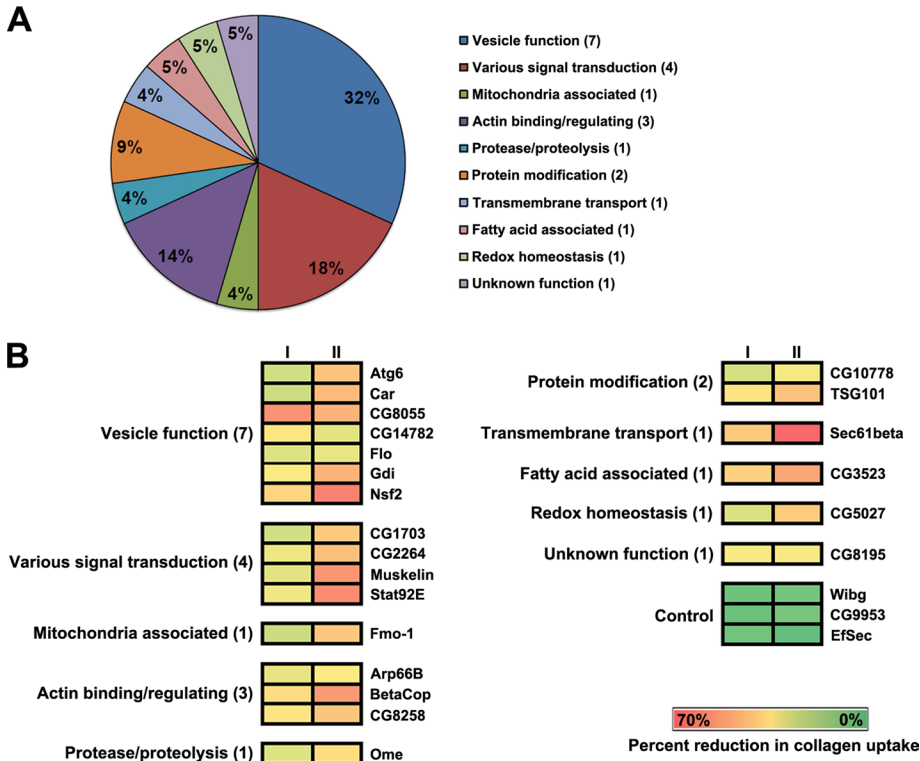 A
32%
18%
4%
14%
4%
9%
4%
5%
5%
5%
Vesicle function (7)
Various signal transduction (4)
Mitochondria associated (1)
Actin binding/regulating (3)
Protease/proteolysis (1)
Protein modification (2)
Transmembrane transport (1)
Fatty acid associated (1)
Redox homeostasis (1)
Unknown function (1)
B
I II
Vesicle function (7)
Atg6
Car
CG8055
CG14782
Flo
Gdi
Nsf2
Various signal transduction (4)
CG1703
CG2264
Muskelin
Stat92E
Mitochondria associated (1)
Fmo-1
Actin binding/regulating (3)
Arp66B
BetaCop
CG8258
Protease/proteolysis (1)
Ome
I II
Protein modification (2)
CG10778
TSG101
Transmembrane transport (1)
Sec61beta
Fatty acid associated (1)
CG3523
Redox homeostasis (1)
CG5027
Unknown function (1)
CG8195
Control
Wibg
CG9953
EfSec
70% 0%
Percent reduction in collagen uptake